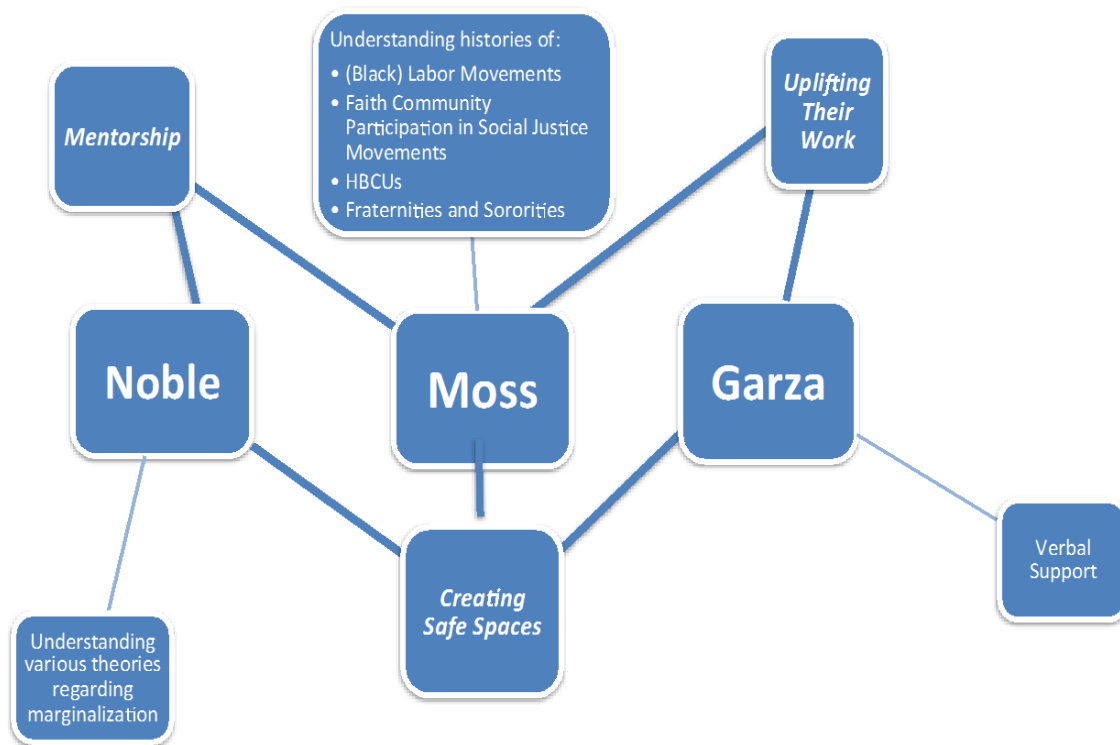 Understanding histories of:
• (Black) Labor Movements
• Faith Community
Participation in Social Justice
Movements
• HBCUs
• Fraternities and Sororities
Mentorship
Uplifting
Their
Work
Noble
Moss
Garza
Creating
Safe Spaces
Verbal
Support
Understanding
various theories
regarding
marginalization